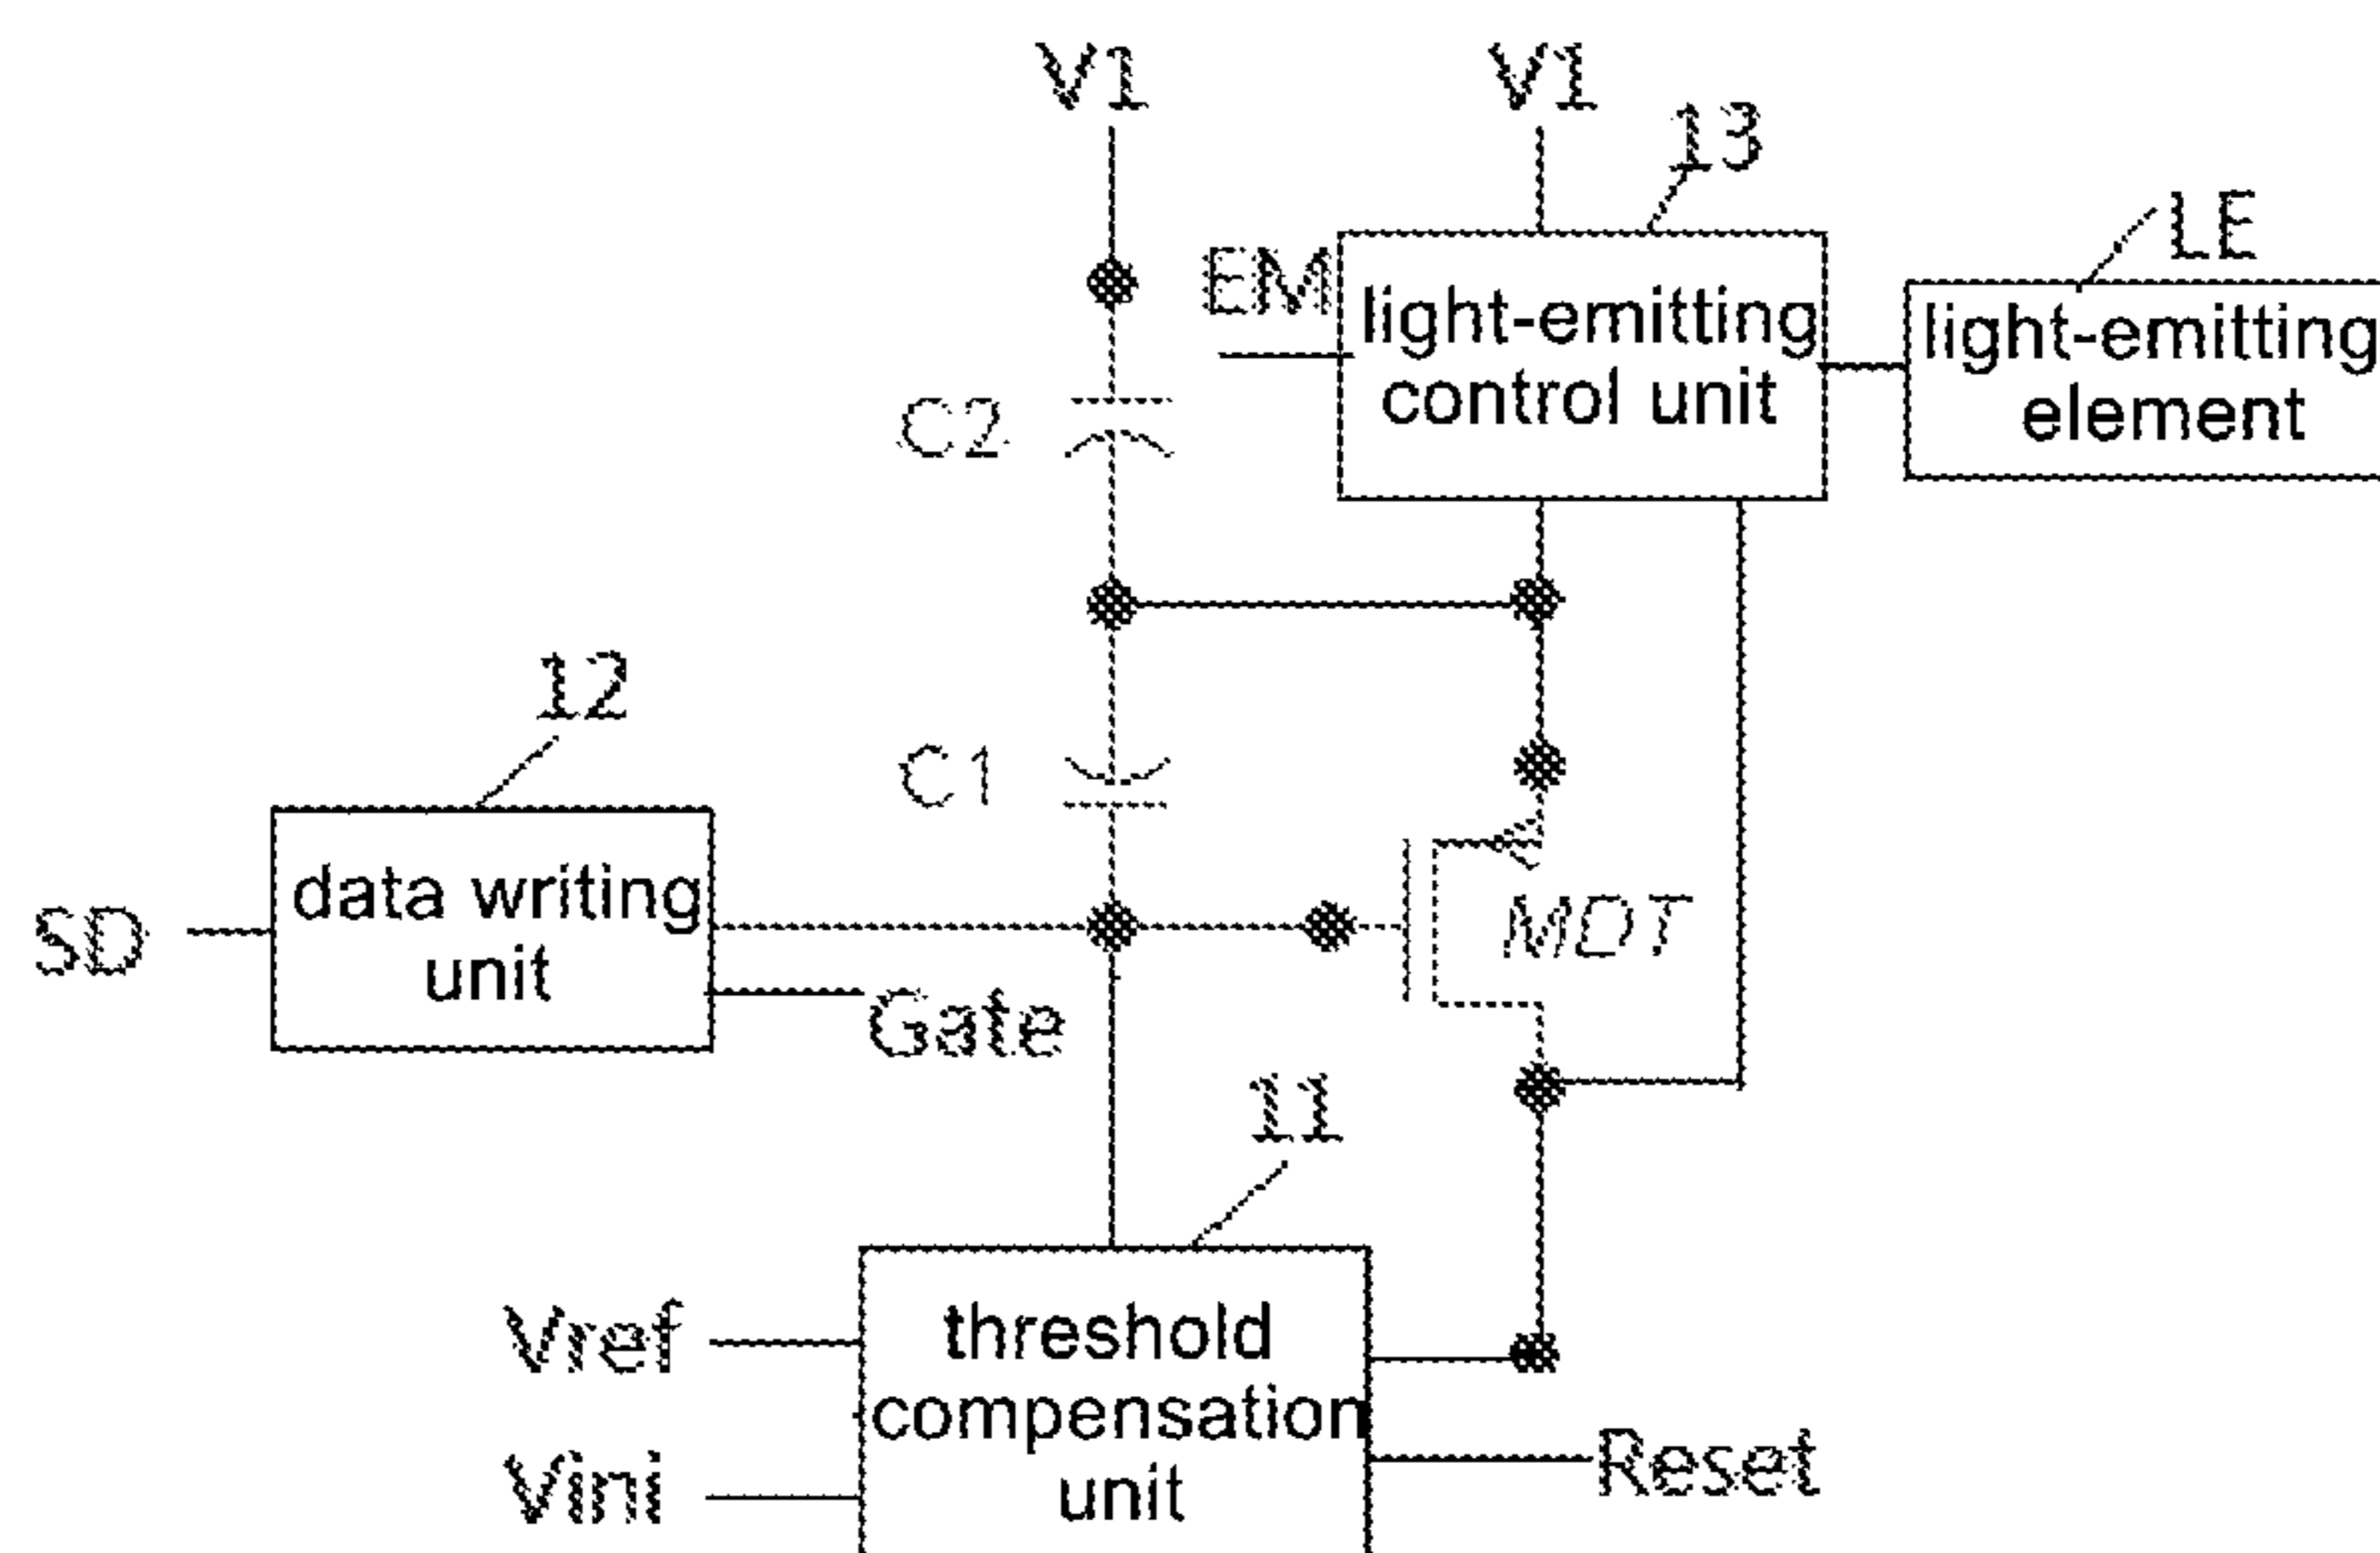 V1
V1
13
LE
EM
light-emitting
control unit
light-emitting
element
C2
12
C1
data writing
unit
SD
MDT
Gate
11
threshold
compensation
unit
Vref
Vini
Reset